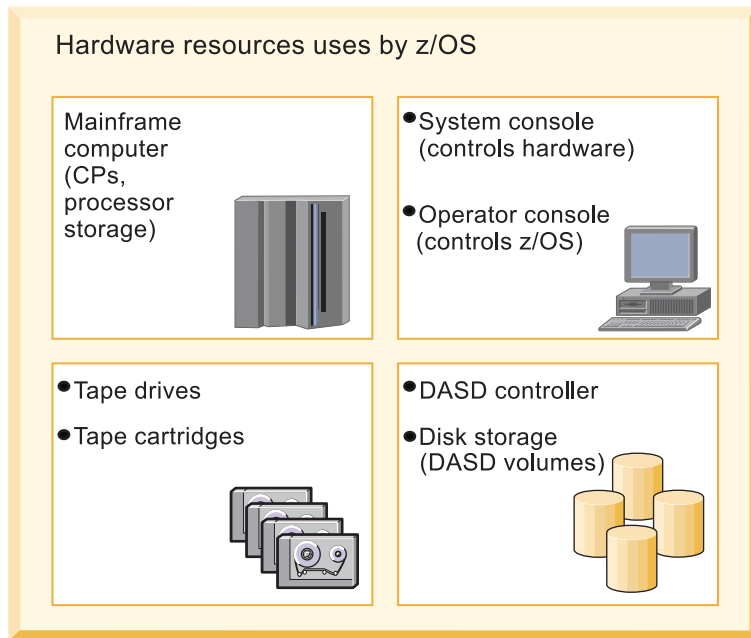 Hardware resources uses by z/OS
Mainframe
computer
(CPs,
processor
storage)
System console
(controls hardware)
Operator console
(controls z/OS)
Tape drives
Tape cartridges
DASD controller
Disk storage
(DASD volumes)